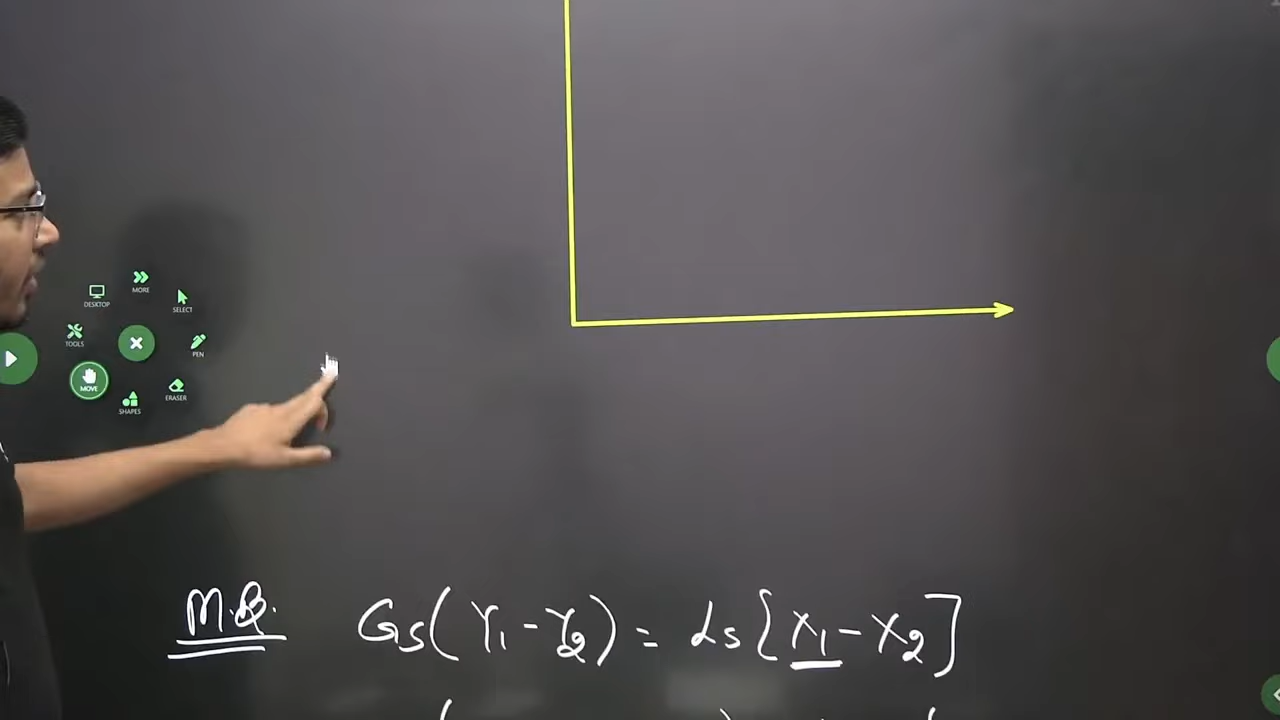 MORE
DESKTOP
SELECT
TOOLS
PEN
MOVE
ERASER
SHAPES
M.B. Gs(Y1-Y2) = Ls[X1-X2]